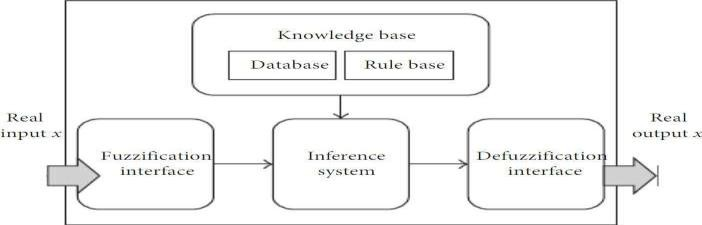 Knowledge base
Database
Rule base
Real
input x
Fuzzification
interface
Inference
system
Defuzzification
interface
Real
output x